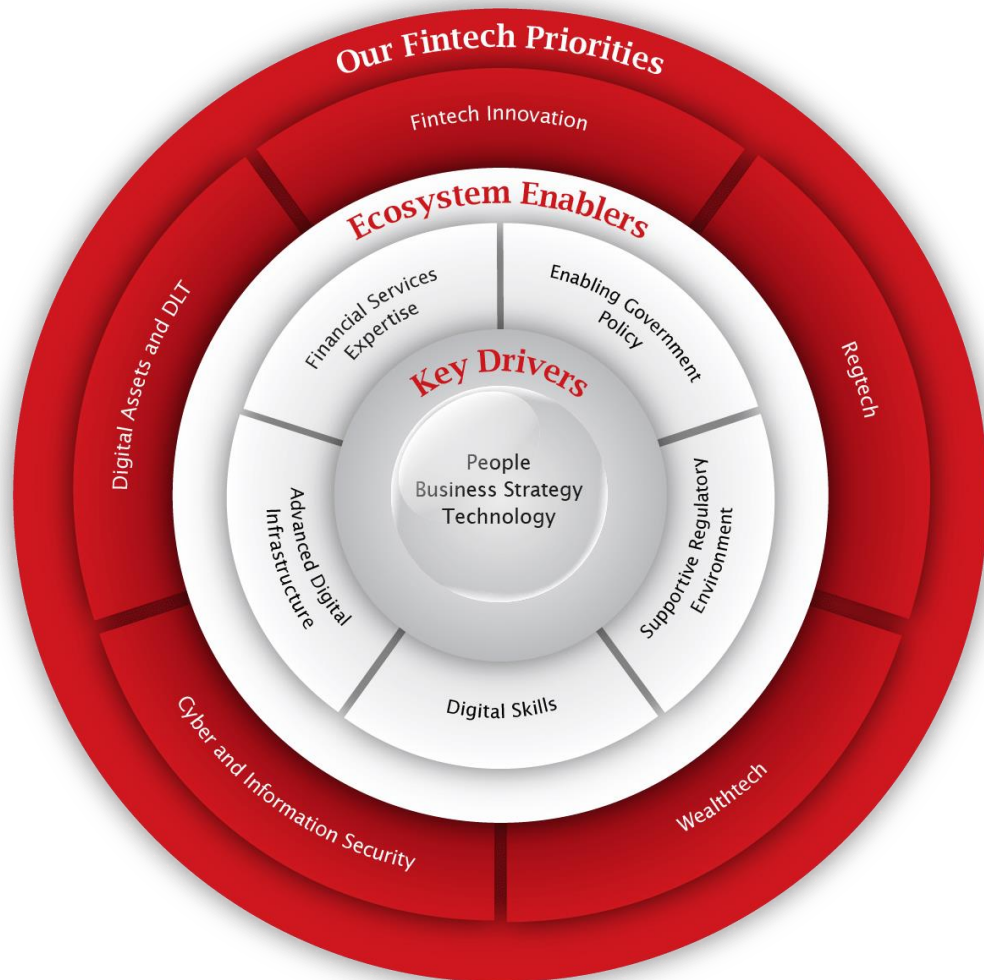 Our Fintech Priorities
Fintech Innovation
Regtech
Wealthtech
Cyber and Information Security
Digital Assets and DLT
Ecosystem Enablers
Enabling Government
Policy
Supportive Regulatory
Environment
Digital Skills
Advanced Digital
Infrastructure
Financial Services
Expertise
Key Drivers
People
Business Strategy
Technology